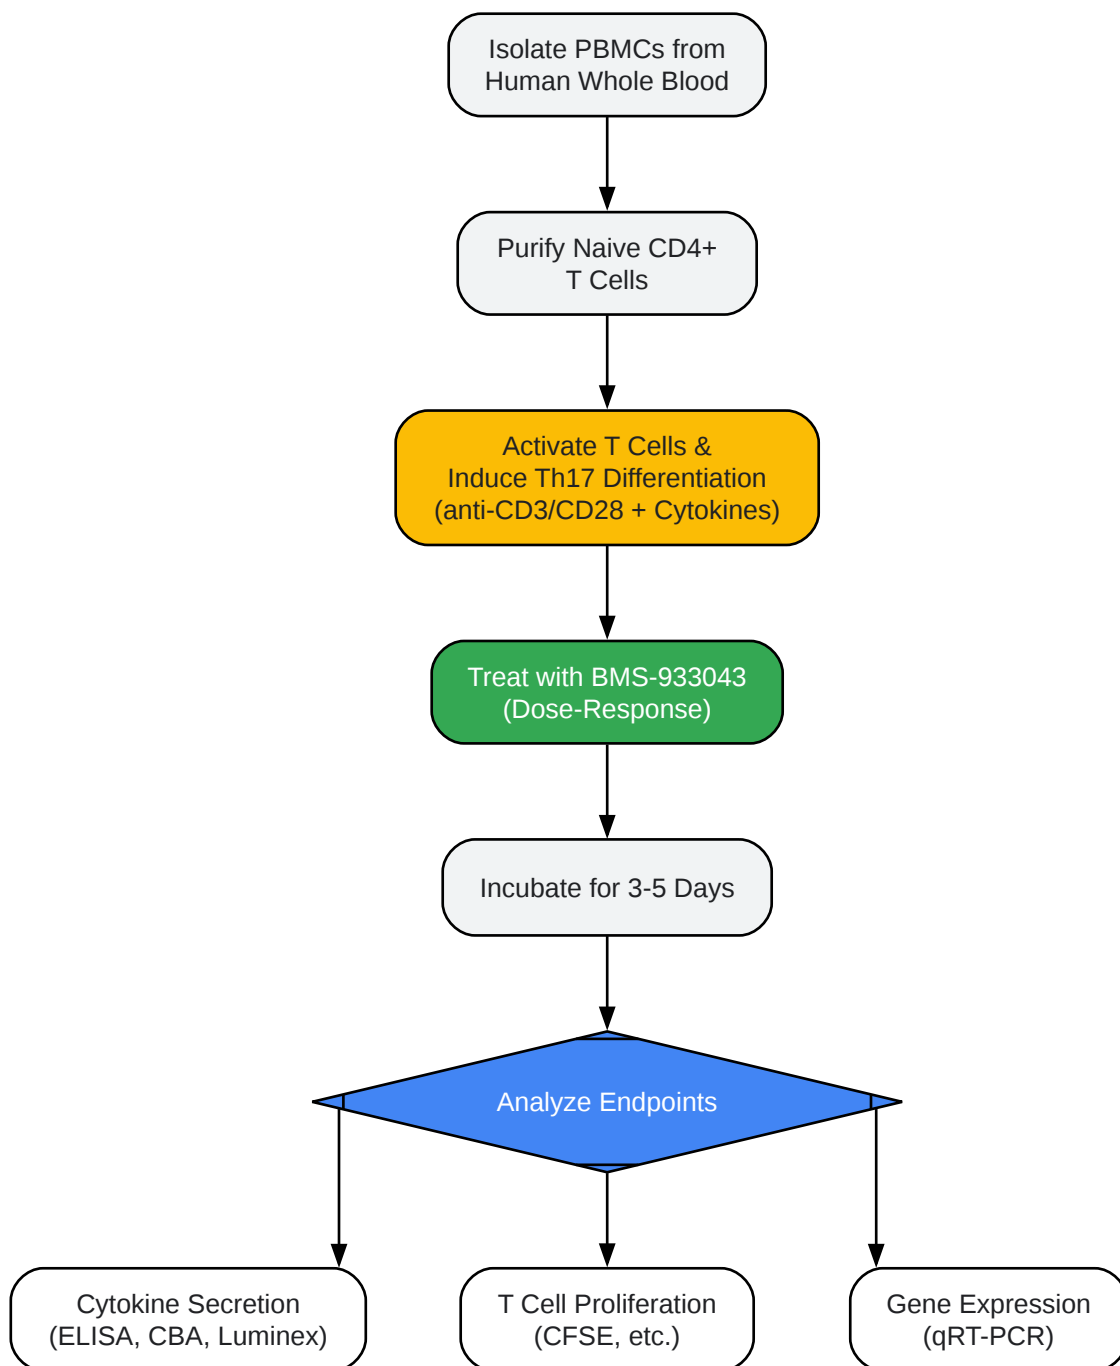 Isolate PBMCs from
Human Whole Blood
Purify Naive CD4+
T Cells
Activate T Cells &
Induce Th17 Differentiation
(anti-CD3/CD28 + Cytokines)
Treat with BMS-933043
(Dose-Response)
Incubate for 3-5 Days
Analyze Endpoints
Cytokine Secretion
(ELISA, CBA, Luminex)
T Cell Proliferation
(CFSE, etc.)
Gene Expression
(qRT-PCR)